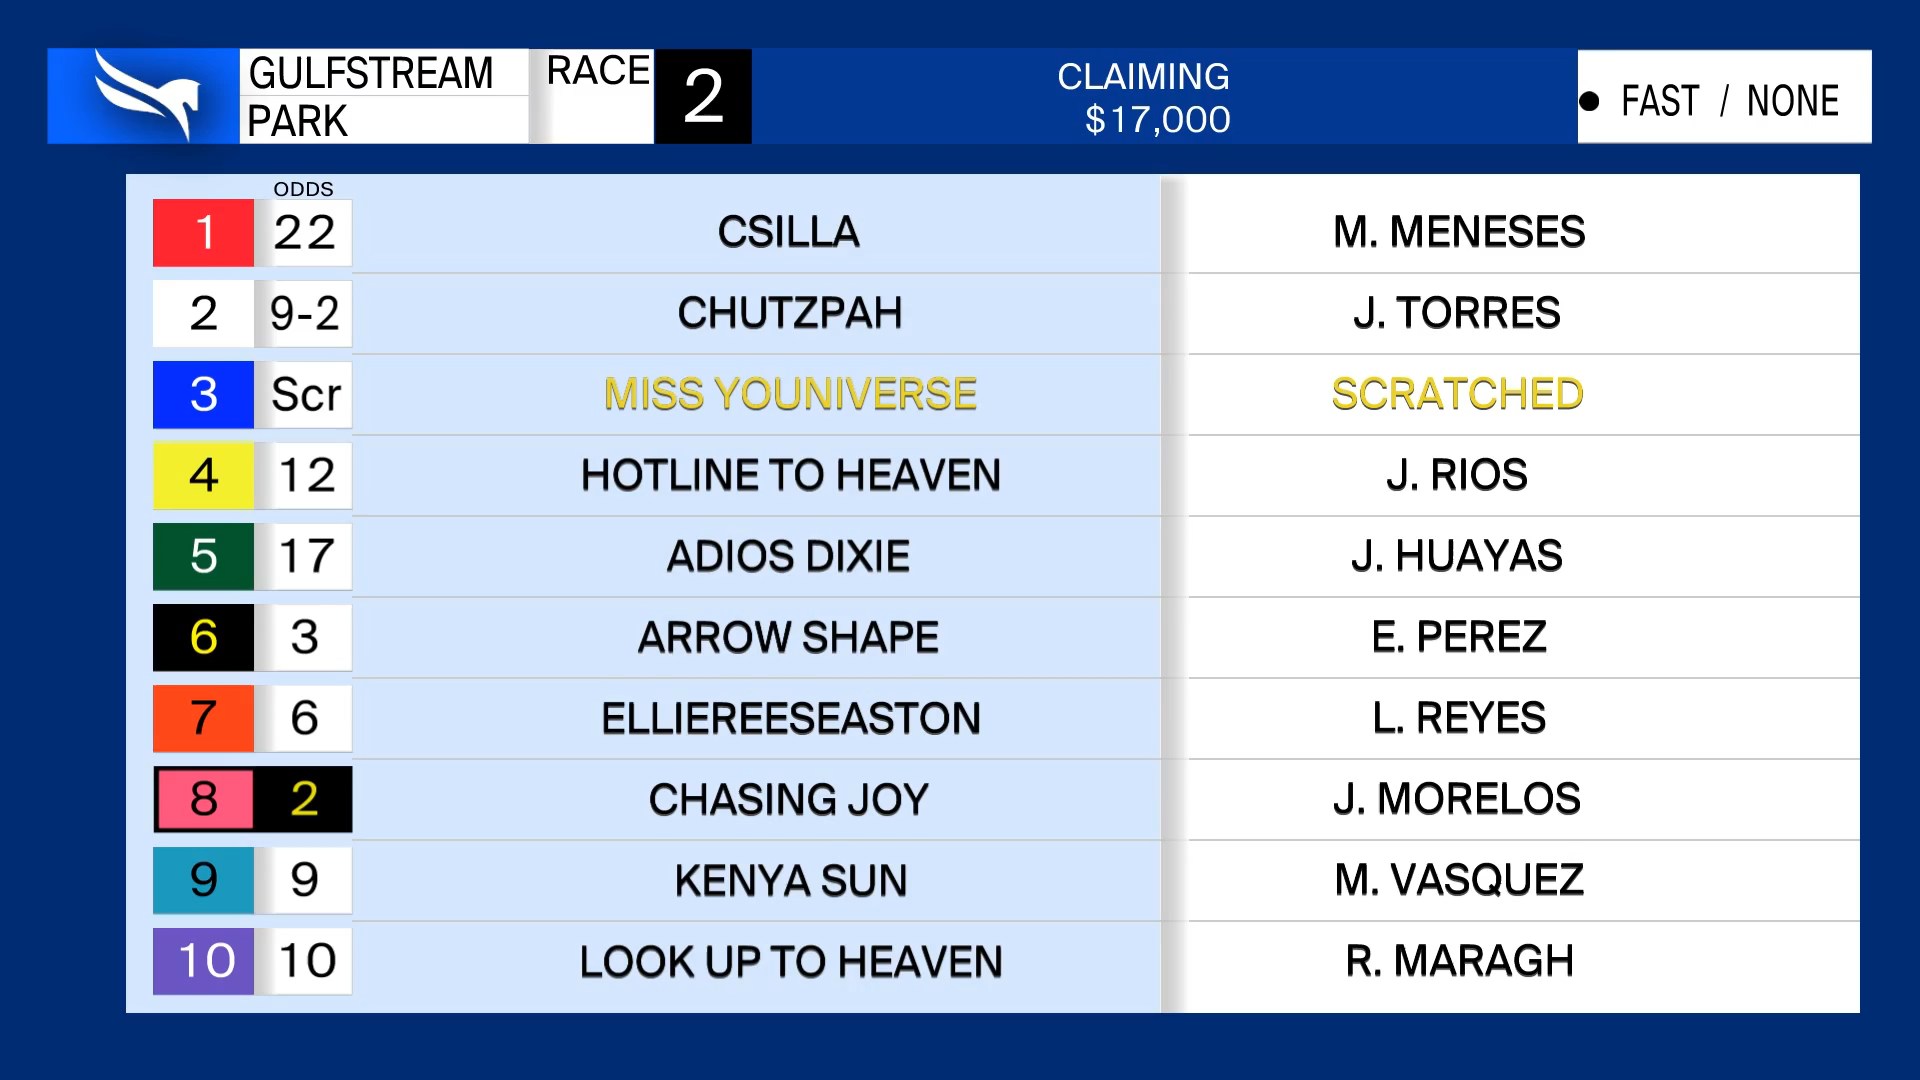 GULFSTREAM
PARK
RACE
2
CLAIMING
$17,000
• FAST / NONE
ODDS
1 22 CSILLA M. MENESES
2 9-2 CHUTZPAH J. TORRES
3 Scr MISS YOUNIVERSE SCRATCHED
4 12 HOTLINE TO HEAVEN J. RIOS
5 17 ADIOS DIXIE J. HUAYAS
6 3 ARROW SHAPE E. PEREZ
7 6 ELLIEREESEASTON L. REYES
8 2 CHASING JOY J. MORELOS
9 9 KENYA SUN M. VASQUEZ
10 10 LOOK UP TO HEAVEN R. MARAGH